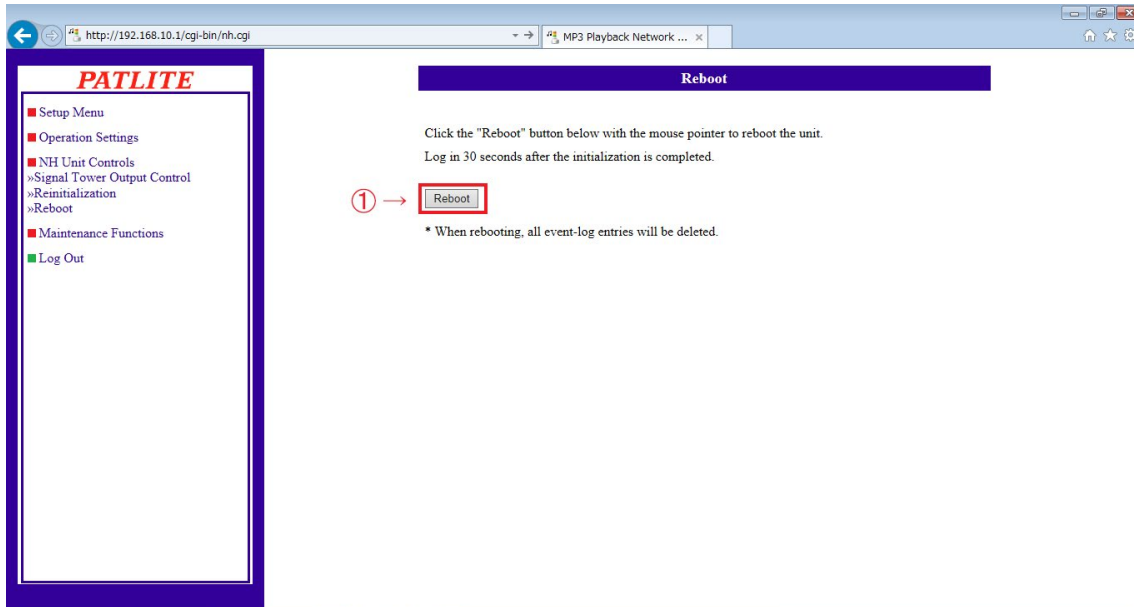 http://192.168.10.1/cgi-bin/nh.cgi
MP3 Playback Network ...
PATLITE
Setup Menu
Operation Settings
NH Unit Controls
»Signal Tower Output Control
»Reinitialization
»Reboot
Maintenance Functions
Log Out
Reboot
Click the "Reboot" button below with the mouse pointer to reboot the unit.
Log in 30 seconds after the initialization is completed.
① → Reboot
* When rebooting, all event-log entries will be deleted.